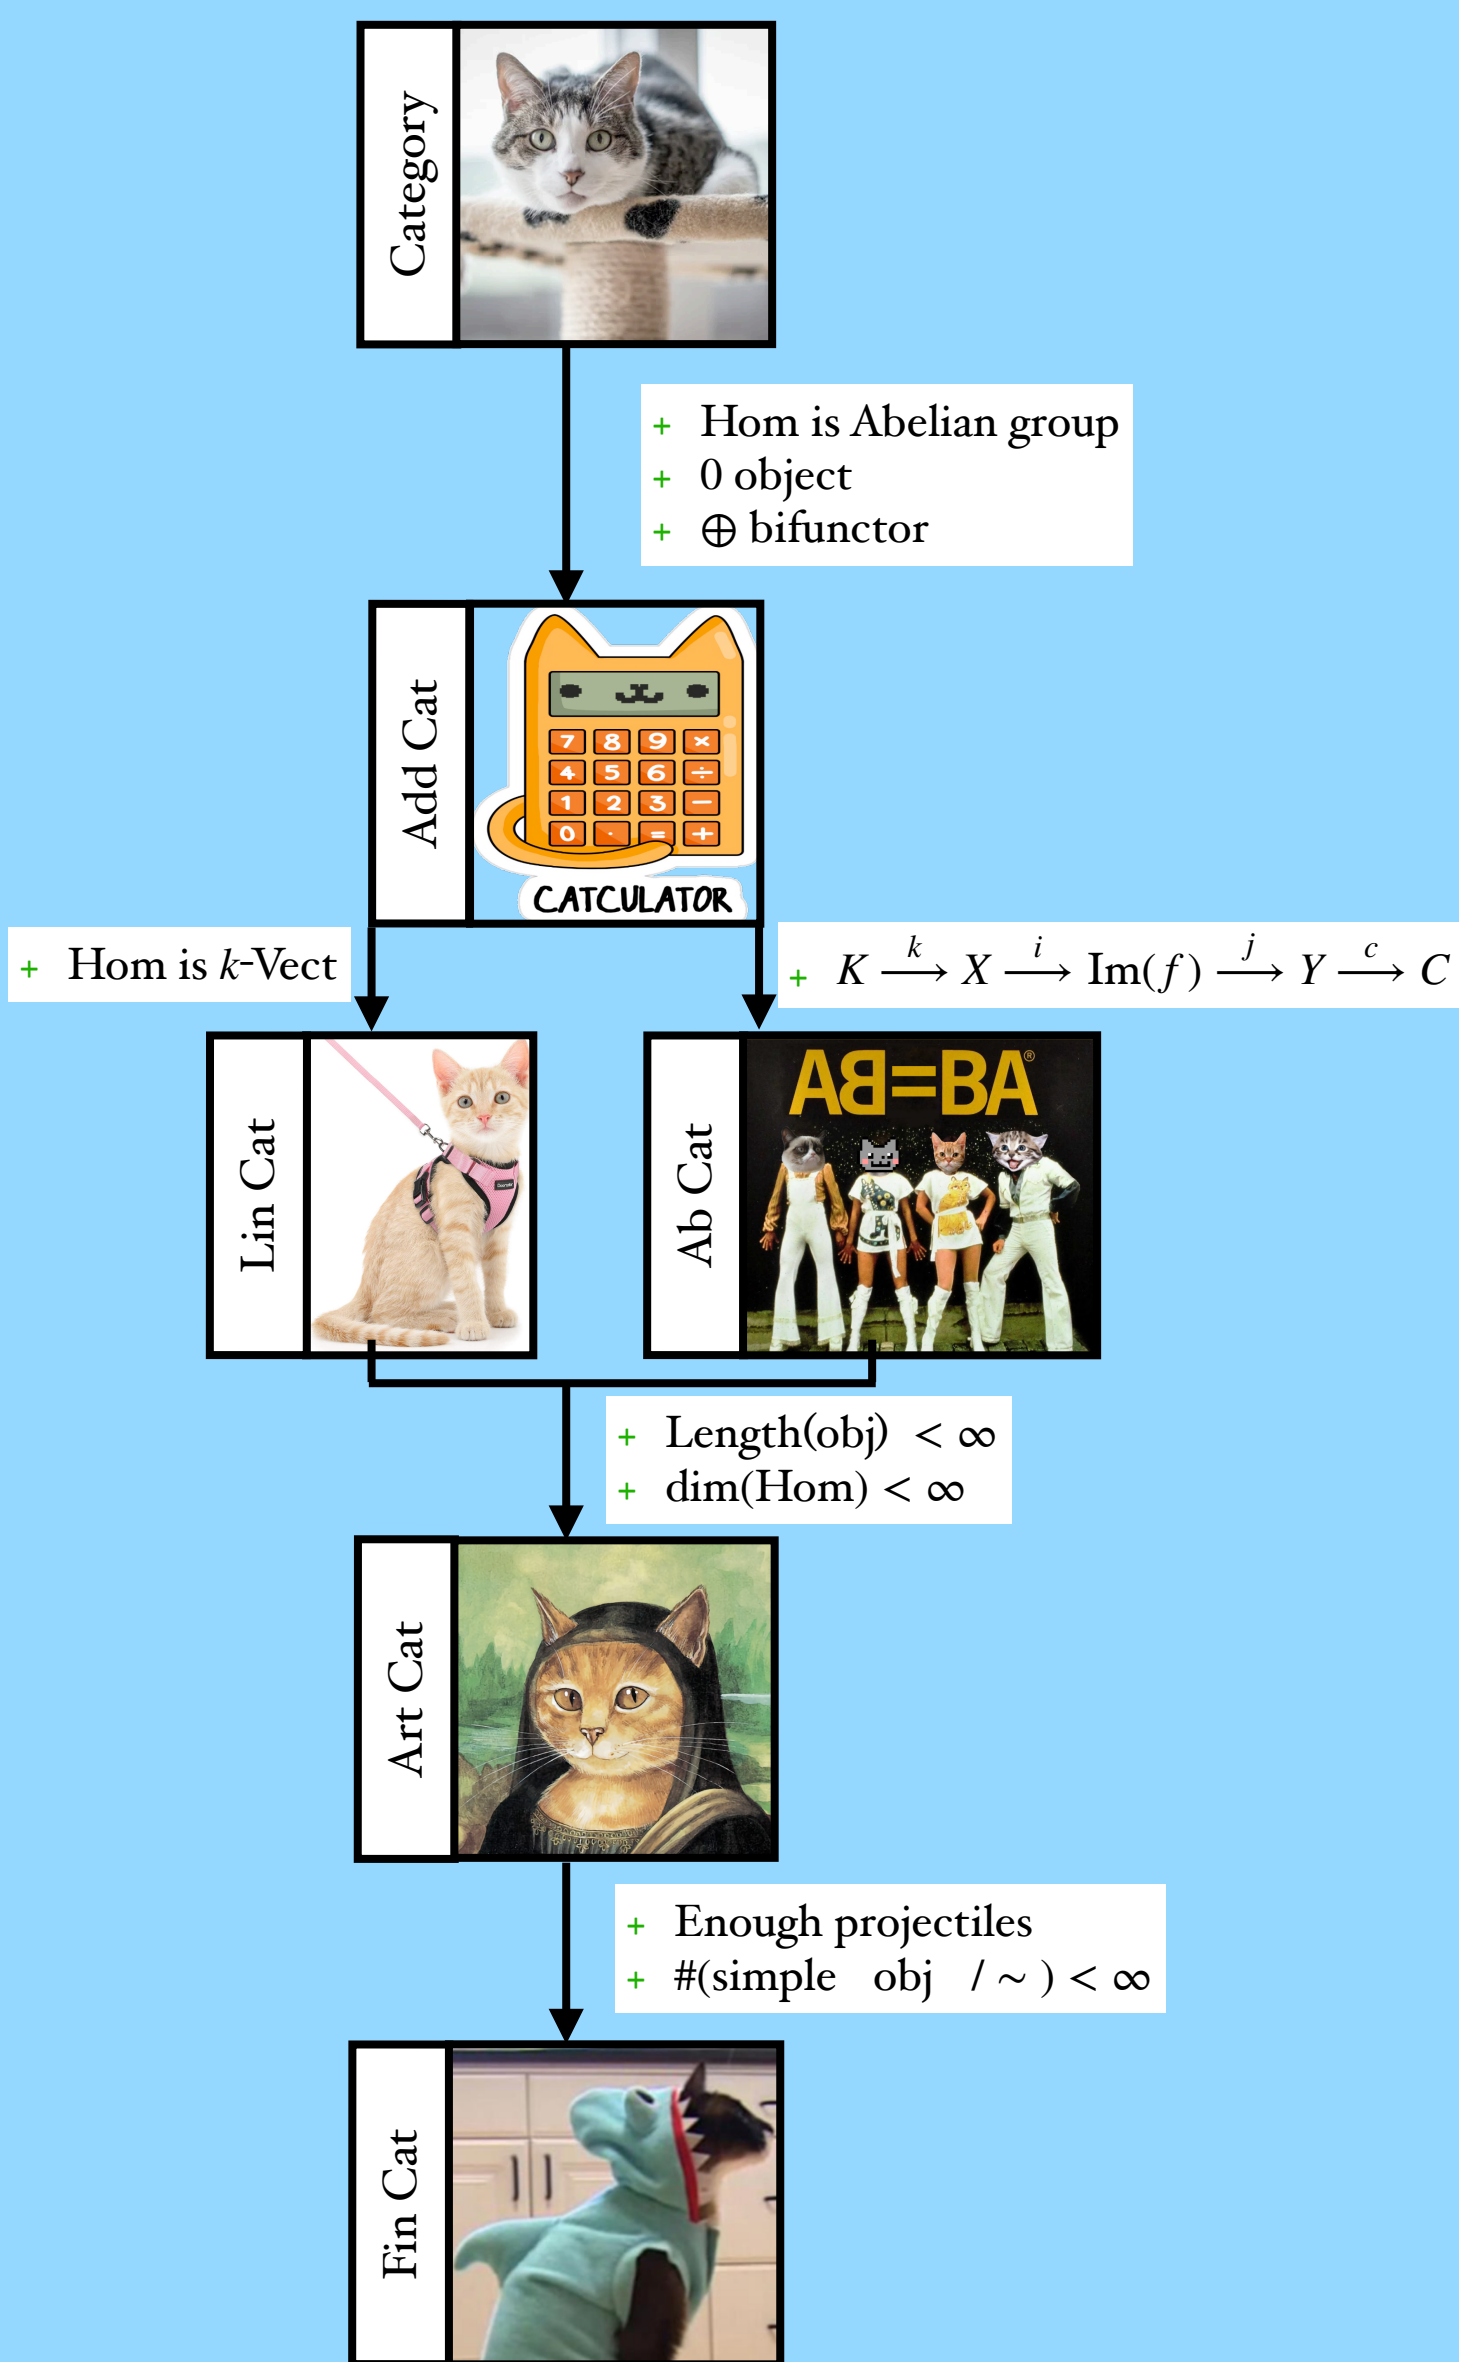 Category
+ Hom is Abelian group
+ 0 object
+ ⊕ bifunctor
Add Cat
7 8 9 ×
4 5 6 ÷
1 2 3 −
0 . = +
CATCULATOR
+ Hom is k-Vect
+ K →k X →i Im(f) →j Y →c C
Lin Cat
Ab Cat
AB=BA®
+ Length(obj) < ∞
+ dim(Hom) < ∞
Art Cat
+ Enough projectiles
+ #(simple obj / ~ ) < ∞
Fin Cat